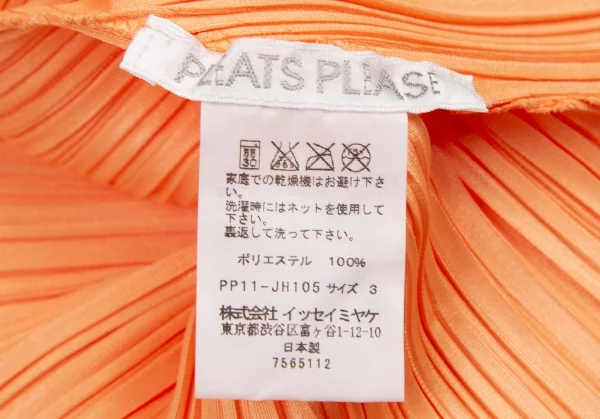 PLEATS PLEASE
30
家庭での乾燥機はお避け下さ
い。
洗濯時にはネットを使用して
下さい。
裏返して洗って下さい。
ポリエステル 100%
PP11-JH105 サイズ 3
株式会社 イッセイミヤケ
東京都渋谷区富ヶ谷1-12-10
日本製
7565112